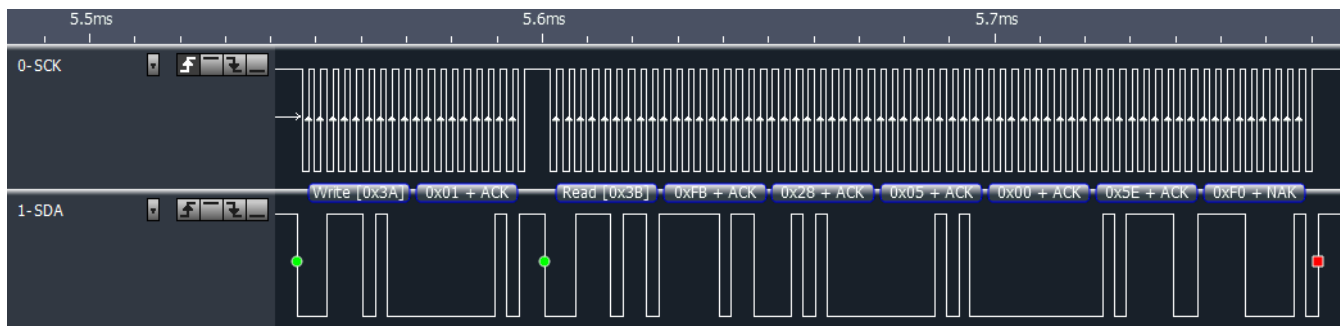 5.5ms 5.6ms 5.7ms
0-SCK
Write [0x3A] 0x01 + ACK Read [0x3B] 0xFB + ACK 0x28 + ACK 0x05 + ACK 0x00 + ACK 0x5E + ACK 0xF0 + NAK
1-SDA